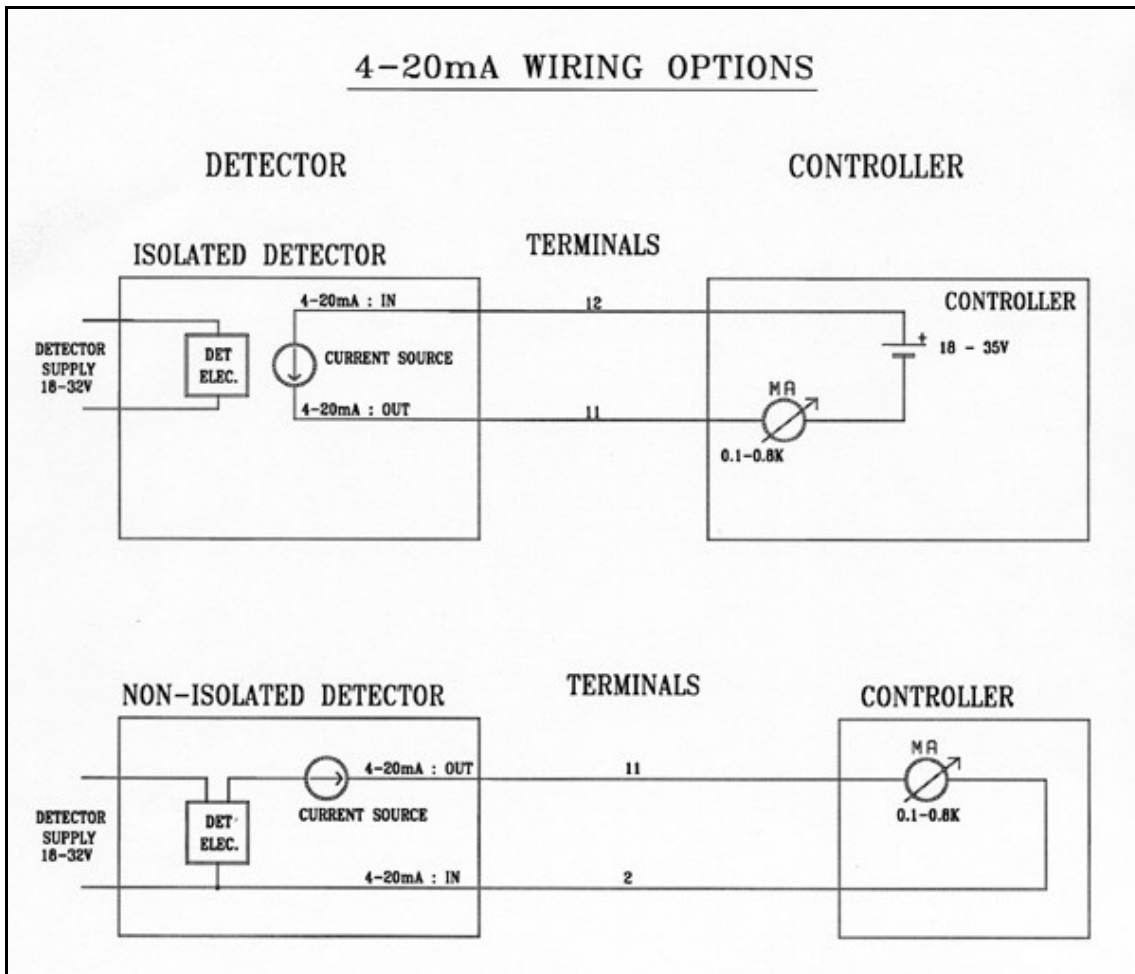 4-20mA WIRING OPTIONS
DETECTOR
CONTROLLER
ISOLATED DETECTOR
TERMINALS
4-20mA : IN
12
CONTROLLER
DETECTOR
SUPPLY
18-32V
DET
ELEC.
CURRENT SOURCE
+
18 - 35V
MA
4-20mA : OUT
11
0.1-0.8K
NON-ISOLATED DETECTOR
TERMINALS
CONTROLLER
MA
4-20mA : OUT
11
CURRENT SOURCE
0.1-0.8K
DETECTOR
SUPPLY
18-32V
DET
ELEC.
4-20mA : IN
2